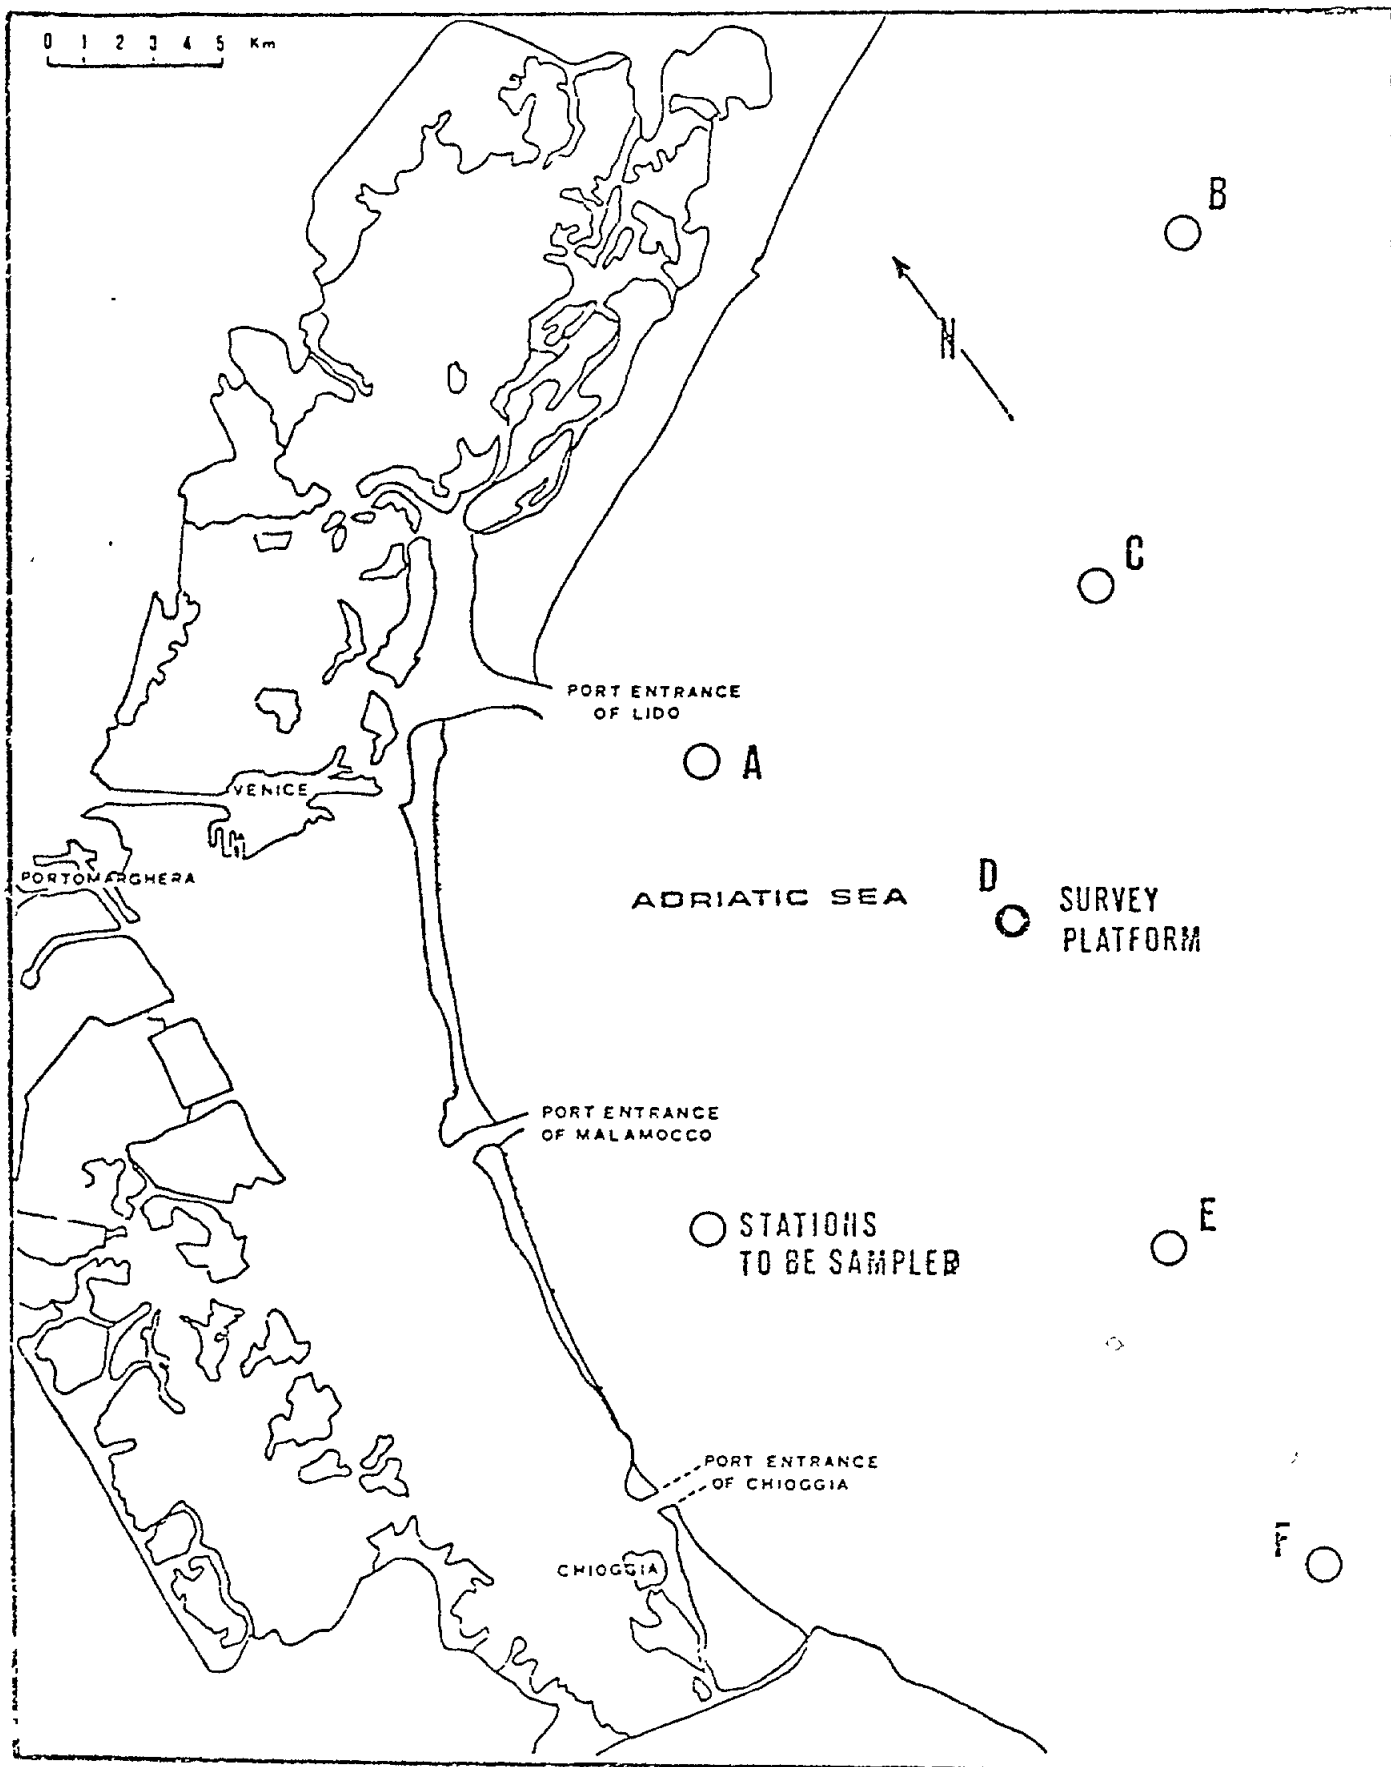 0 1 2 3 4 5 Km
B
N
C
PORT ENTRANCE
OF LIDO
A
VENICE
PORTOMARGHERA
ADRIATIC SEA
D
SURVEY
PLATFORM
PORT ENTRANCE
OF MALAMOCCO
STATIONS
TO BE SAMPLED
E
PORT ENTRANCE
OF CHIOGGIA
F
CHIOGGIA